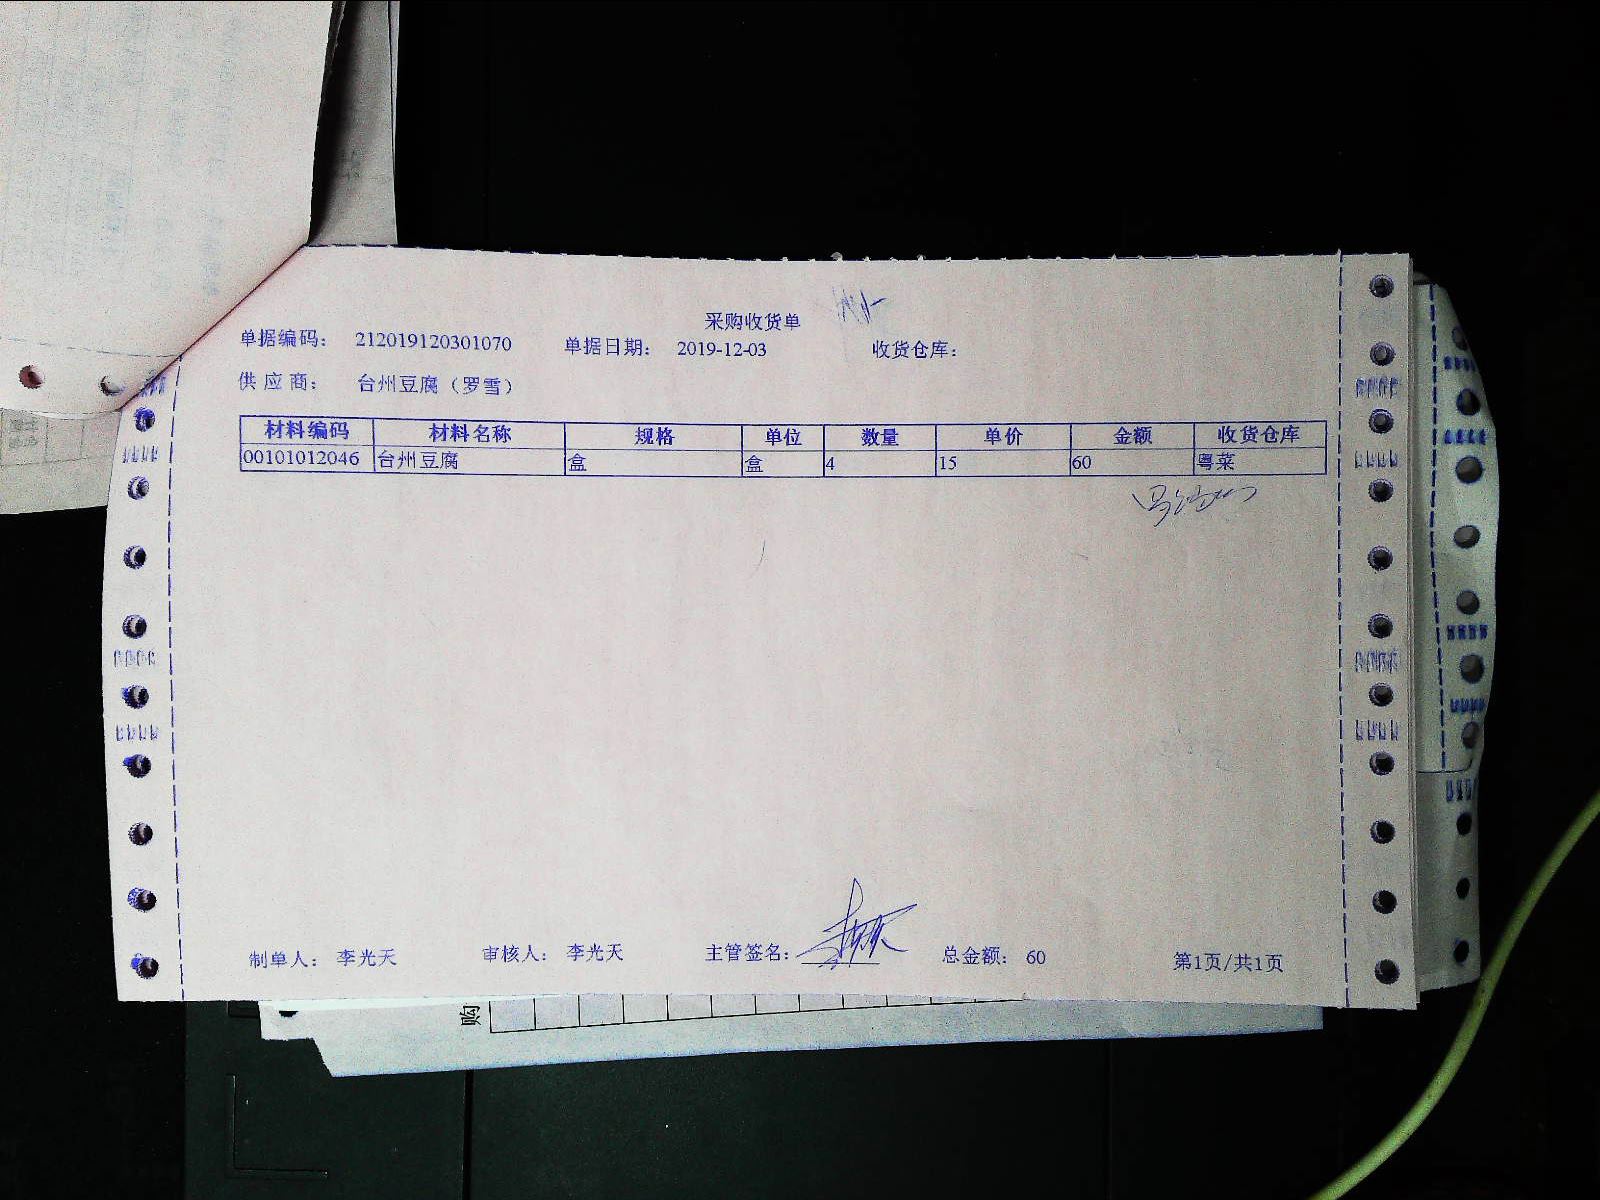 采购收货单
单据编码： 212019120301070 单据日期： 2019-12-03 收货仓库：
供 应 商： 台州豆腐（罗雪）
材料编码 材料名称 规格 单位 数量 单价 金额 收货仓库
00101012046 台州豆腐 盒 盒 4 15 60 粤菜
制单人： 李光天 审核人： 李光天 主管签名： 总金额： 60 第1页/共1页
购